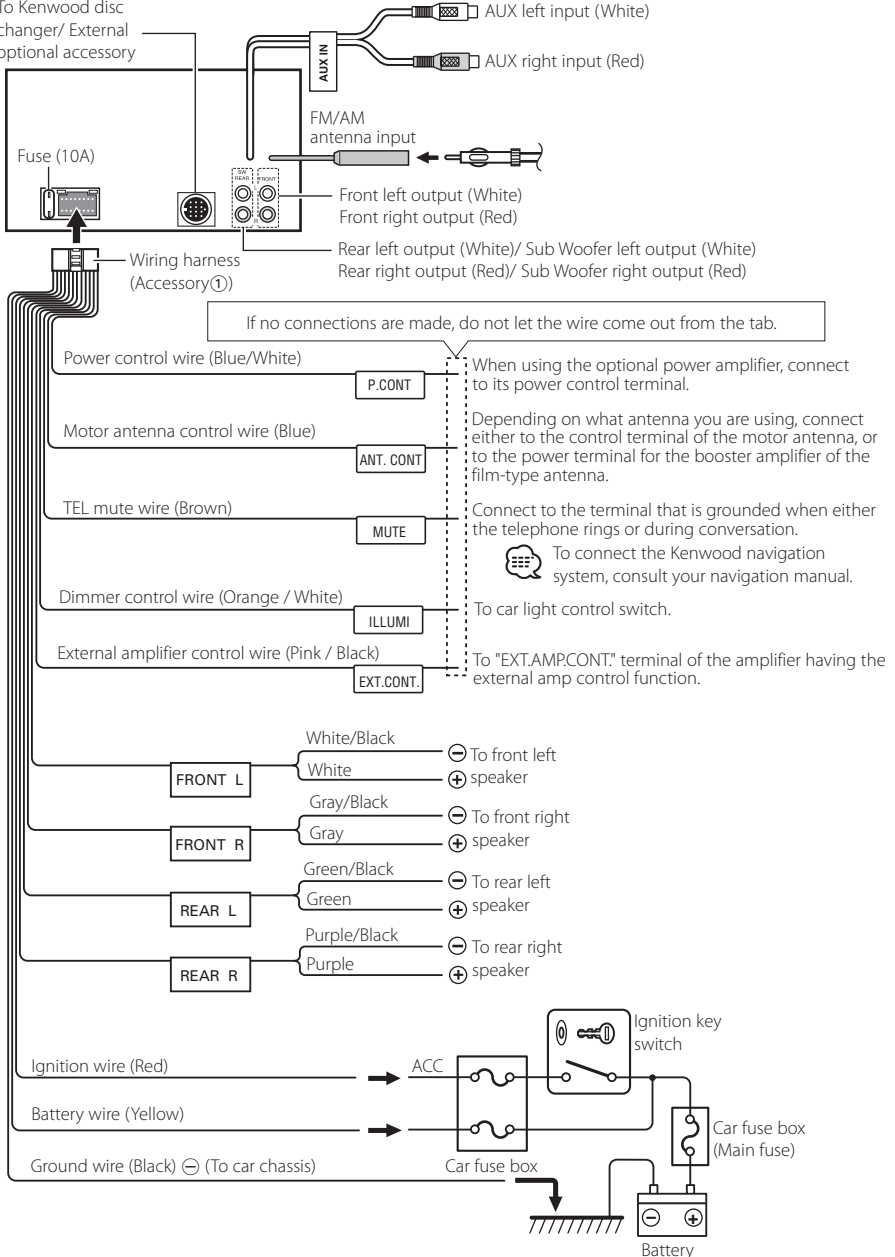 To Kenwood disc
changer/ External
optional accessory
AUX IN
AUX left input (White)
AUX right input (Red)
FM/AM
antenna input
Fuse (10A)
SW
REAR
FRONT
L
R
Front left output (White)
Front right output (Red)
Rear left output (White)/ Sub Woofer left output (White)
Rear right output (Red)/ Sub Woofer right output (Red)
Wiring harness
(Accessory①)
If no connections are made, do not let the wire come out from the tab.
Power control wire (Blue/White)
P.CONT
When using the optional power amplifier, connect
to its power control terminal.
Motor antenna control wire (Blue)
ANT. CONT
Depending on what antenna you are using, connect
either to the control terminal of the motor antenna, or
to the power terminal for the booster amplifier of the
film-type antenna.
TEL mute wire (Brown)
MUTE
Connect to the terminal that is grounded when either
the telephone rings or during conversation.
To connect the Kenwood navigation
system, consult your navigation manual.
Dimmer control wire (Orange / White)
ILLUMI
To car light control switch.
External amplifier control wire (Pink / Black)
EXT.CONT.
To "EXT.AMP.CONT." terminal of the amplifier having the
external amp control function.
FRONT L
White/Black
White
⊖ To front left
⊕ speaker
FRONT R
Gray/Black
Gray
⊖ To front right
⊕ speaker
REAR L
Green/Black
Green
⊖ To rear left
⊕ speaker
REAR R
Purple/Black
Purple
⊖ To rear right
⊕ speaker
Ignition key
switch
Ignition wire (Red)
ACC
Battery wire (Yellow)
Car fuse box
(Main fuse)
Ground wire (Black) ⊖ (To car chassis)
Car fuse box
⊖ ⊕
Battery